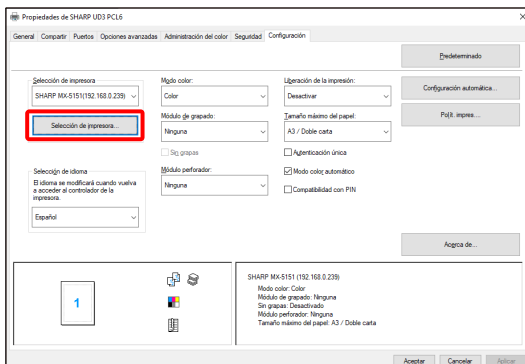 Propiedades de SHARP UD3 PCL6
General Compartir Puertos Opciones avanzadas Administración del color Seguridad Configuración
Predeterminado
Selección de impresora
SHARP MX-5151(192.168.0.239)
Selección de impresora...
Selección de idioma
El idioma se modificará cuando vuelva
a acceder al controlador de la
impresora.
Español
Modo color:
Color
Módulo de grapado:
Ninguna
Sin grapas
Módulo perforador:
Ninguna
Liberación de la impresión:
Desactivar
Tamaño máximo del papel:
A3 / Doble carta
Autenticación única
Modo color automático
Compatibilidad con PIN
Configuración automática...
Polít. impres....
Acerca de...
1
SHARP MX-5151 (192.168.0.239)
Modo color: Color
Módulo de grapado: Ninguna
Sin grapas: Desactivado
Módulo perforador: Ninguna
Tamaño máximo del papel: A3 / Doble carta
Aceptar Cancelar Aplicar